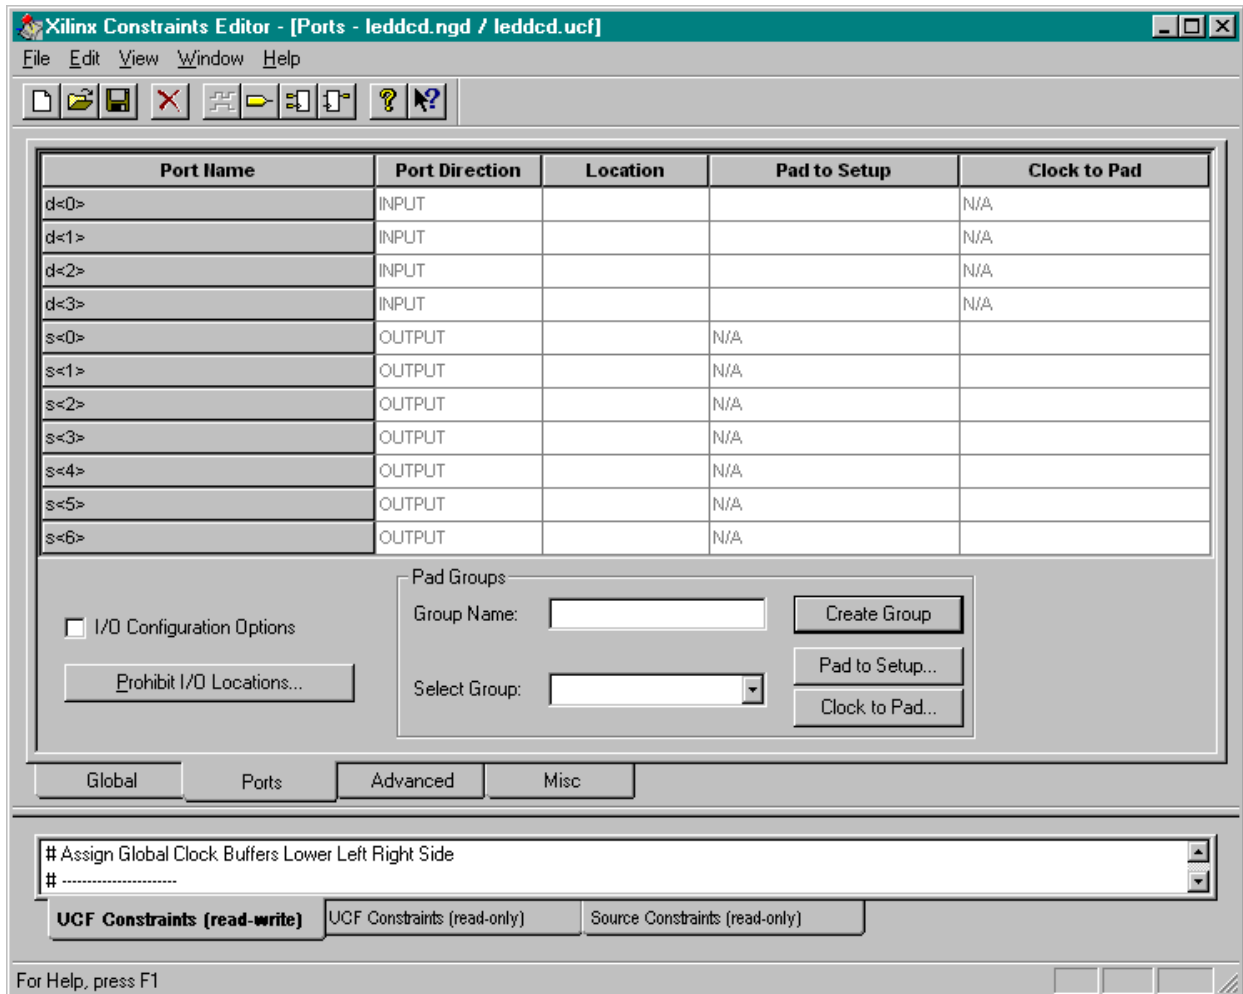 Xilinx Constraints Editor - [Ports - leddcd.ngd / leddcd.ucf]
File Edit View Window Help
Port Name Port Direction Location Pad to Setup Clock to Pad
d<0> INPUT N/A
d<1> INPUT N/A
d<2> INPUT N/A
d<3> INPUT N/A
s<0> OUTPUT N/A
s<1> OUTPUT N/A
s<2> OUTPUT N/A
s<3> OUTPUT N/A
s<4> OUTPUT N/A
s<5> OUTPUT N/A
s<6> OUTPUT N/A
Pad Groups
Group Name: Create Group
I/O Configuration Options
Pad to Setup...
Prohibit I/O Locations... Select Group:
Clock to Pad...
Global Ports Advanced Misc
# Assign Global Clock Buffers Lower Left Right Side
# -----------------------
UCF Constraints (read-write) UCF Constraints (read-only) Source Constraints (read-only)
For Help, press F1